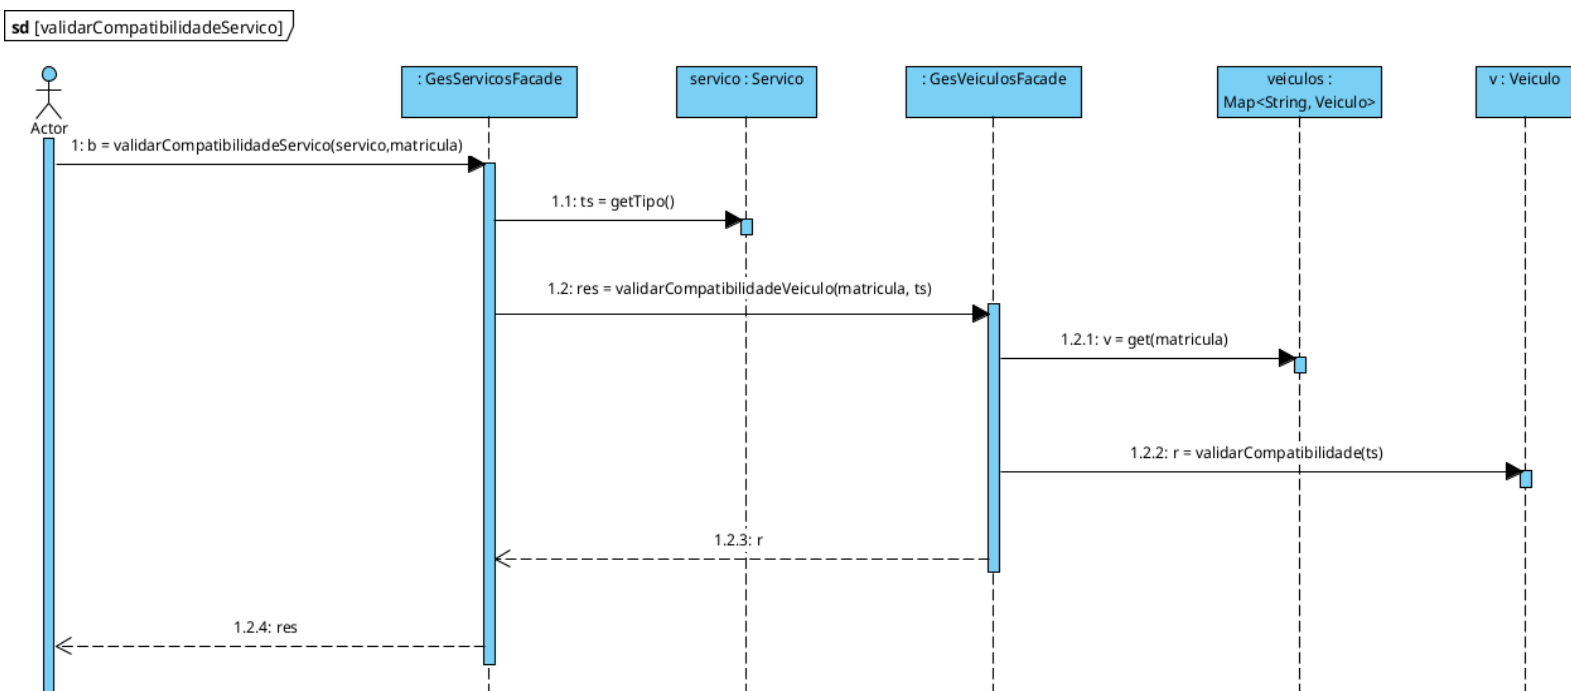 sd [validarCompatibilidadeServico]
: GesServicosFacade
servico : Servico
: GesVeiculosFacade
veiculos :
Map<String, Veiculo>
v : Veiculo
Actor
1: b = validarCompatibilidadeServico(servico,matricula)
1.1: ts = getTipo()
1.2: res = validarCompatibilidadeVeiculo(matricula, ts)
1.2.1: v = get(matricula)
1.2.2: r = validarCompatibilidade(ts)
1.2.3: r
1.2.4: res